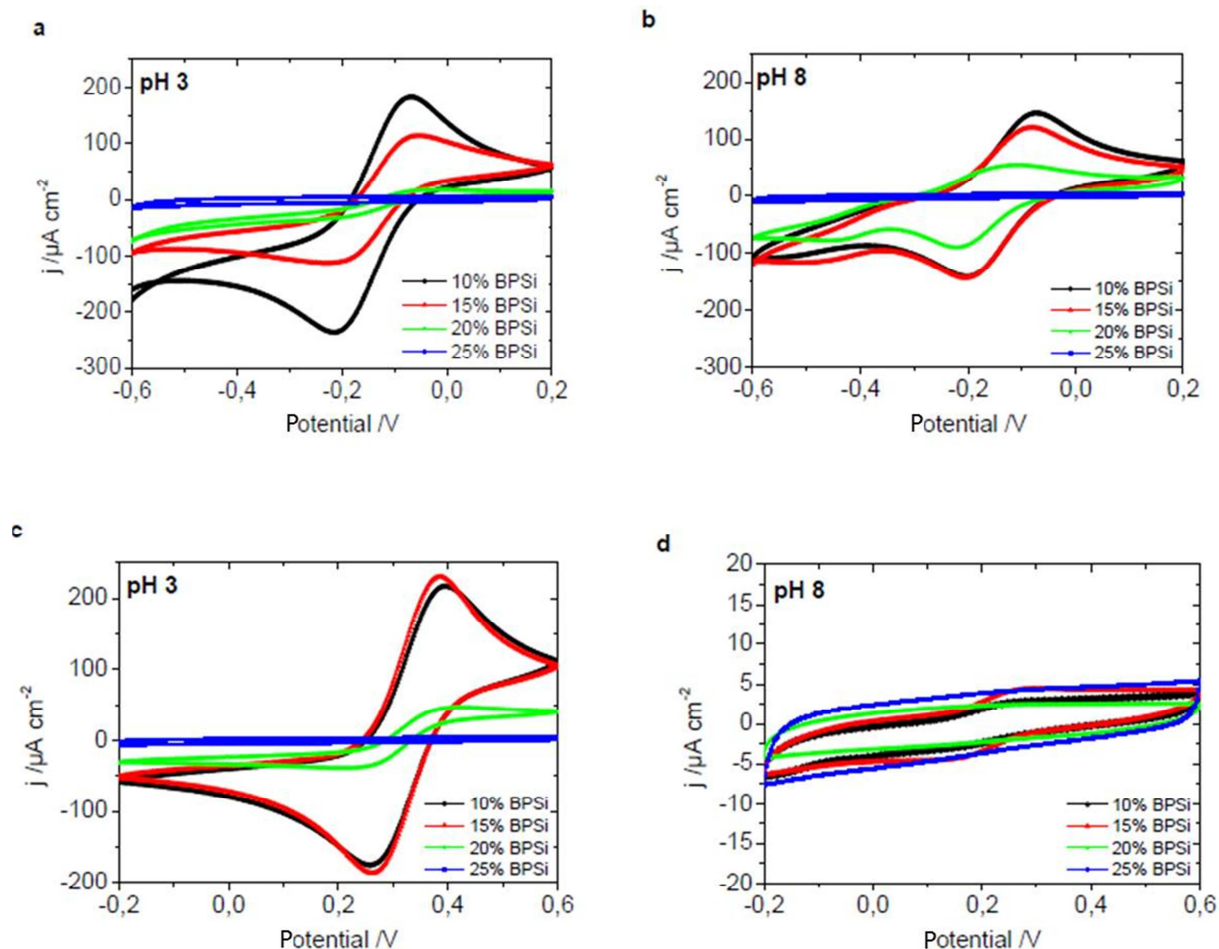 a
pH 3
200
100
0
-100
-200
-300
j /µA cm-2
-0,6
-0,4
-0,2
0,0
0,2
Potential /V
10% BPSi
15% BPSi
20% BPSi
25% BPSi
b
pH 8
200
100
0
-100
-200
-300
j /µA cm-2
-0,6
-0,4
-0,2
0,0
0,2
Potential /V
10% BPSi
15% BPSi
20% BPSi
25% BPSi
c
pH 3
200
100
0
-100
-200
j /µA cm-2
-0,2
0,0
0,2
0,4
0,6
Potential /V
10% BPSi
15% BPSi
20% BPSi
25% BPSi
d
pH 8
20
15
10
5
0
-5
-10
-15
-20
j /µA cm-2
-0,2
0,0
0,2
0,4
0,6
Potential /V
10% BPSi
15% BPSi
20% BPSi
25% BPSi